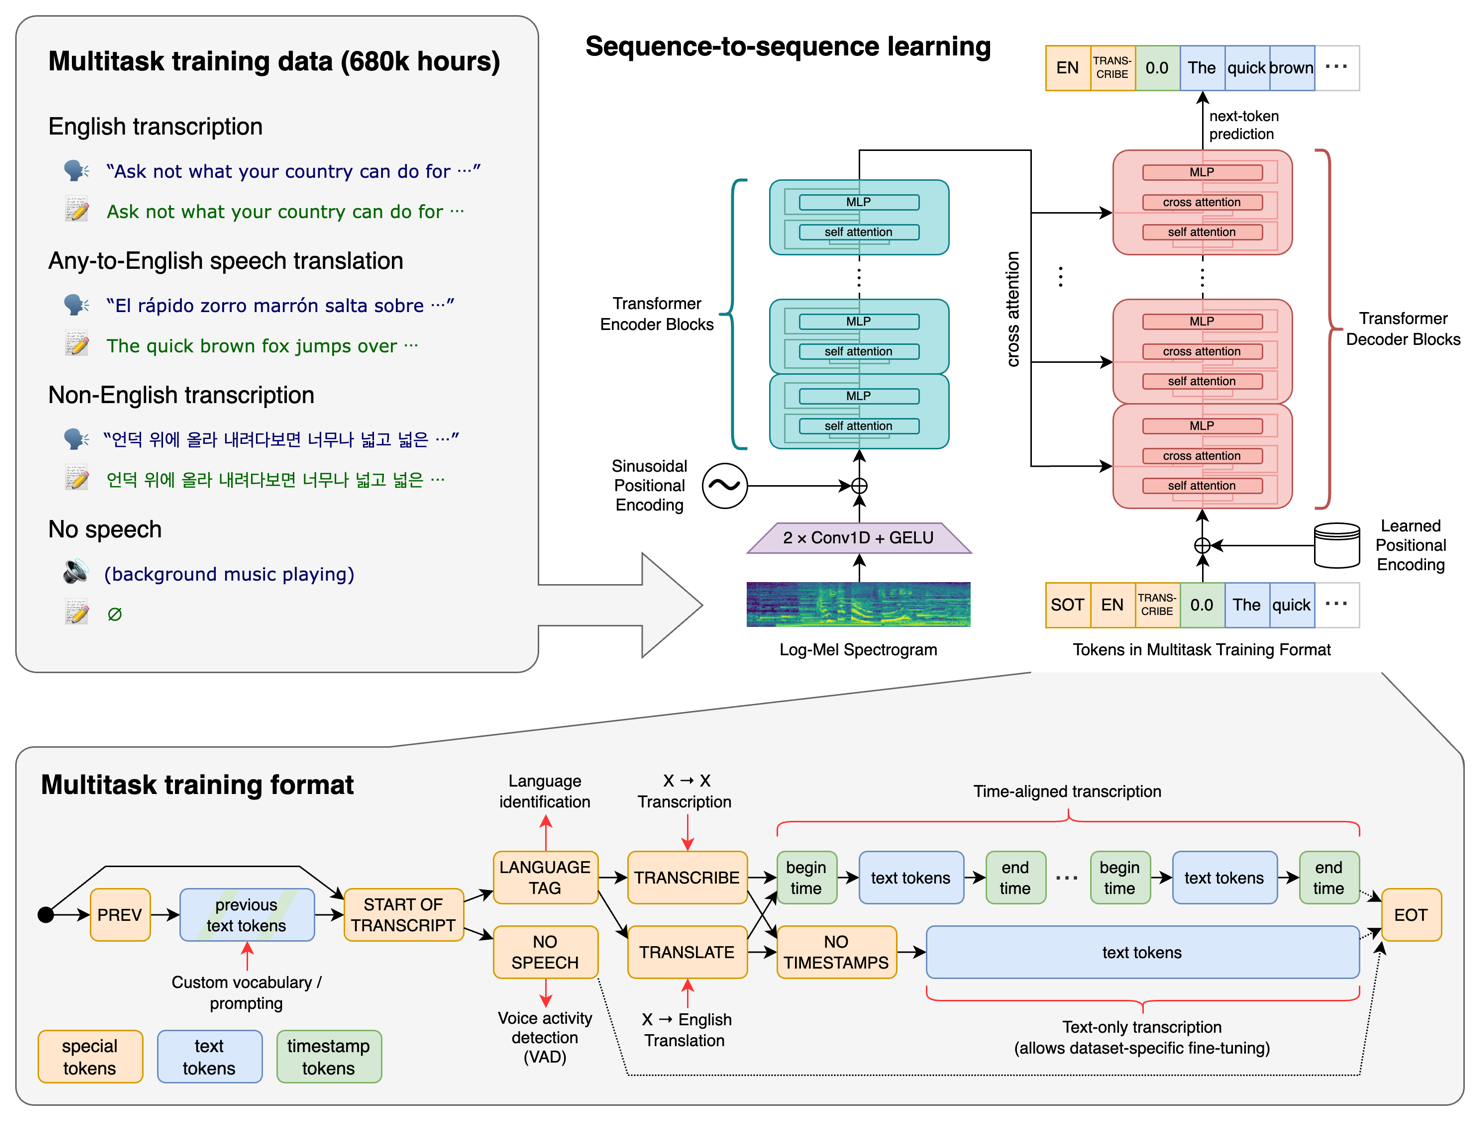 Multitask training data (680k hours)
English transcription
“Ask not what your country can do for ⋯”
Ask not what your country can do for ⋯
Any-to-English speech translation
“El rápido zorro marrón salta sobre ⋯”
The quick brown fox jumps over ⋯
Non-English transcription
“언덕 위에 올라 내려다보면 너무나 넓고 넓은 ⋯”
언덕 위에 올라 내려다보면 너무나 넓고 넓은 ⋯
No speech
(background music playing)
∅
Sequence-to-sequence learning
EN TRANS-CRIBE 0.0 The quick brown ⋯
next-token
prediction
MLP
self attention
⋮
MLP
self attention
MLP
self attention
Transformer
Encoder Blocks
cross attention
⋮
MLP
cross attention
self attention
⋮
MLP
cross attention
self attention
MLP
cross attention
self attention
Transformer
Decoder Blocks
Sinusoidal
Positional
Encoding
2 × Conv1D + GELU
Log-Mel Spectrogram
Learned
Positional
Encoding
SOT EN TRANS-CRIBE 0.0 The quick ⋯
Tokens in Multitask Training Format
Multitask training format
Language
identification
X → X
Transcription
Time-aligned transcription
PREV
previous
text tokens
START OF
TRANSCRIPT
LANGUAGE
TAG
TRANSCRIBE
begin
time
text tokens
end
time
⋯
begin
time
text tokens
end
time
EOT
NO
SPEECH
TRANSLATE
NO
TIMESTAMPS
text tokens
Custom vocabulary /
prompting
Voice activity
detection
(VAD)
X → English
Translation
Text-only transcription
(allows dataset-specific fine-tuning)
special
tokens
text
tokens
timestamp
tokens